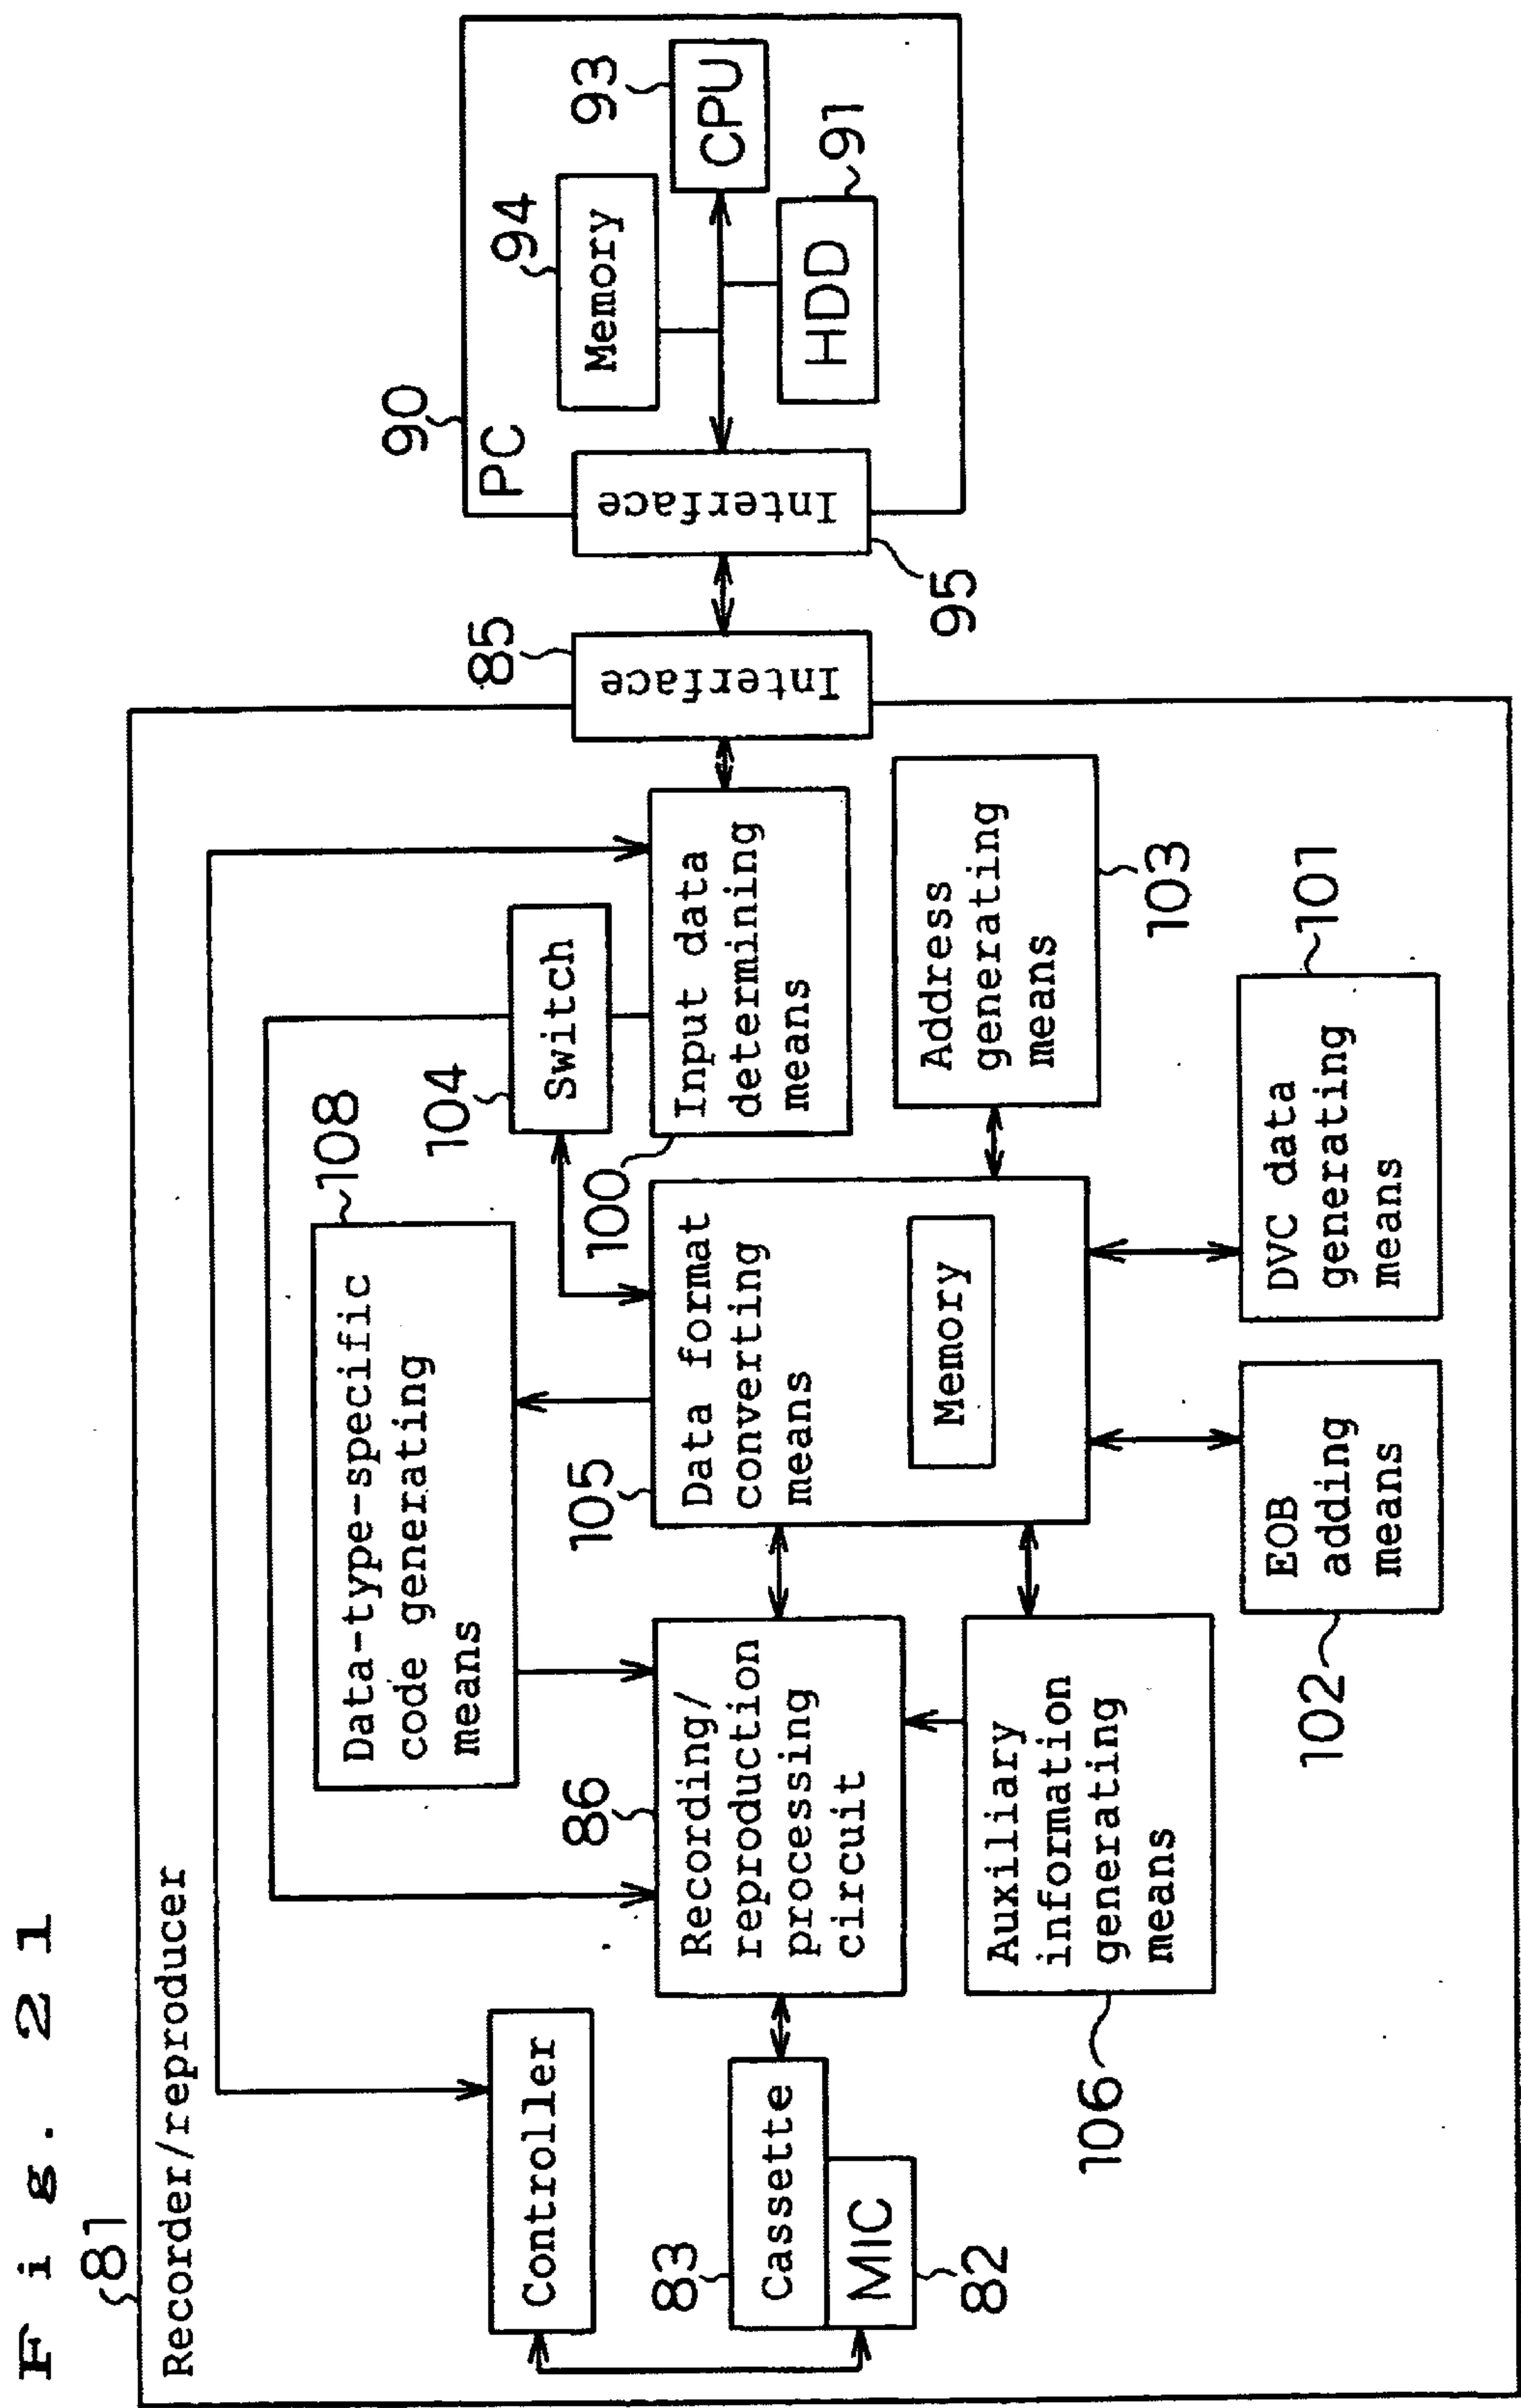 Fig. 21
81
Recorder/reproducer
Controller
83
Cassette
MIC
82
108
Data-type-specific
code generating
means
86
Recording/
reproduction
processing
circuit
Auxiliary
information
generating
means
106
104
Switch
105
Data format
converting
means
Memory
100
Input data
determining
means
Address
generating
means
103
EOB
adding
means
102
DVC data
generating
means
101
85
Interface
90
PC
Interface
95
94
Memory
93
CPU
HDD
91